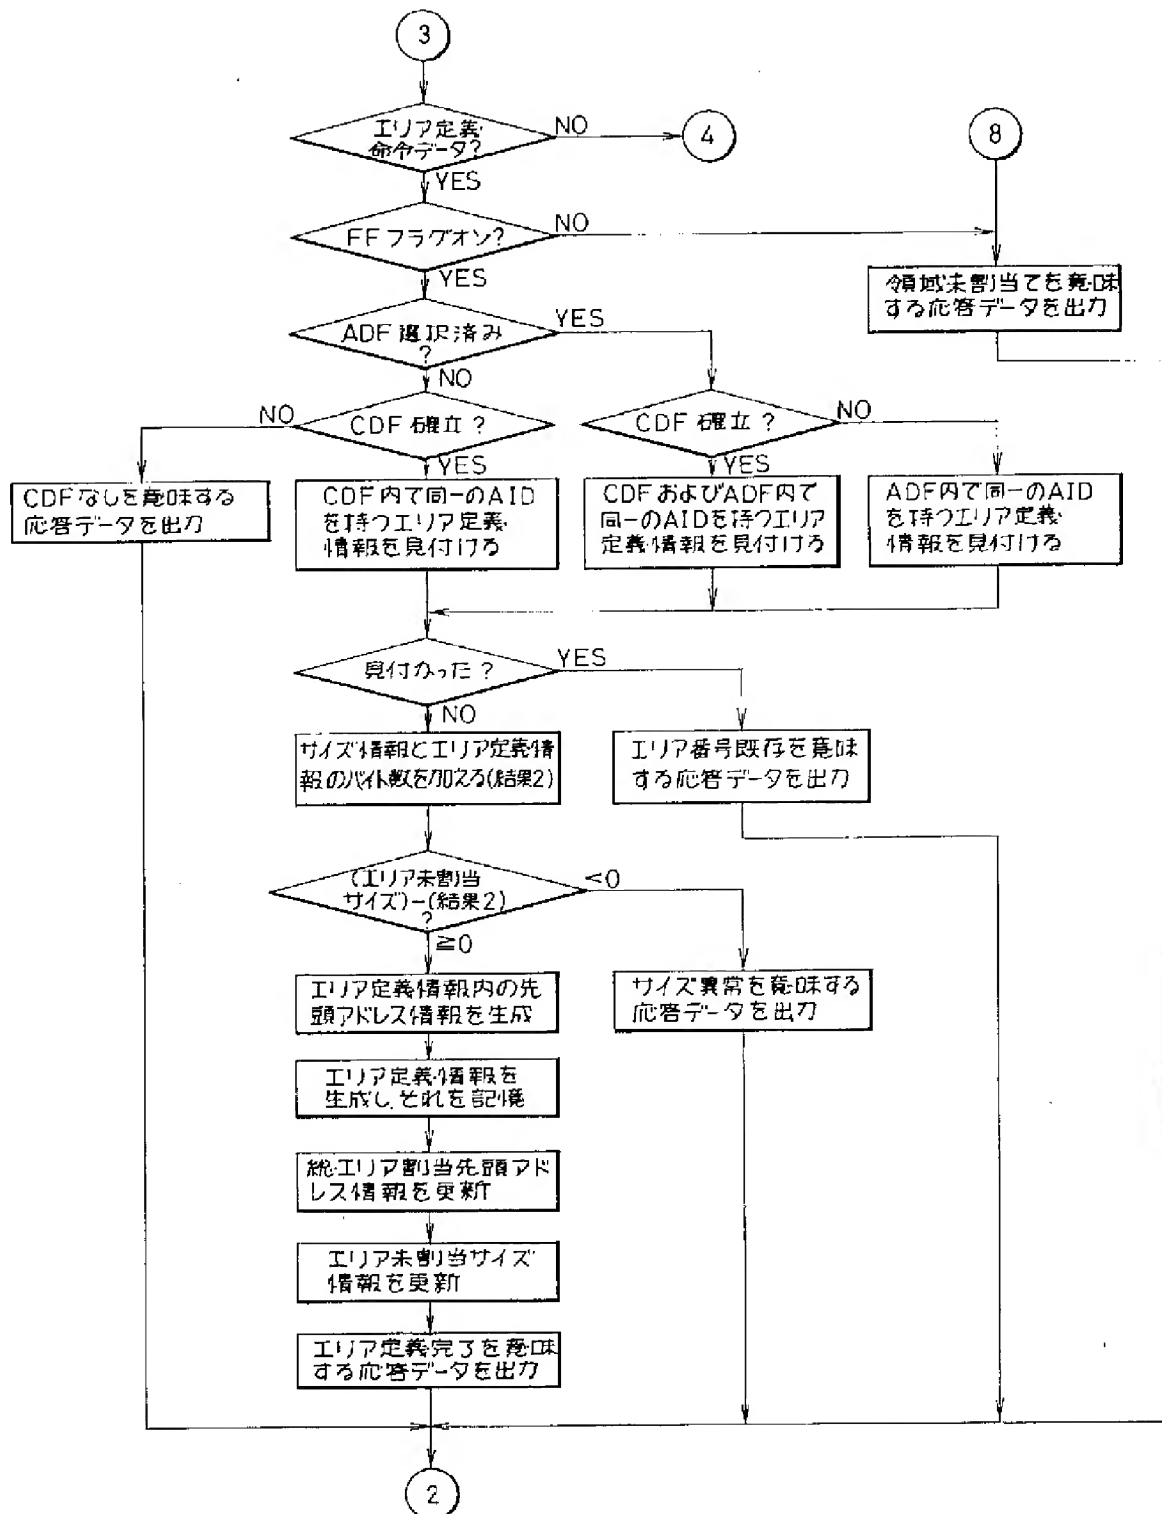 3
エリア定義
命令データ?
NO
4
8
YES
FFフラグオン?
NO
YES
領域未割当てを意味
する応答データを出力
ADF選択済み
?
YES
NO
NO
CDF確立?
YES
CDF確立?
NO
YES
CDFなしを意味する
応答データを出力
CDF内で同一のAID
を持つエリア定義
情報を見付ける
CDFおよびADF内で
同一のAIDを持つエリア
定義情報を見付ける
ADF内で同一のAID
を持つエリア定義
情報を見付ける
見付かった?
YES
NO
サイズ情報とエリア定義情
報のバイト数を加える(結果2)
エリア番号既存を意味
する応答データを出力
(エリア未割当
サイズ)-(結果2)
?
<0
≧0
エリア定義情報内の先
頭アドレス情報を生成
サイズ異常を意味する
応答データを出力
エリア定義情報を
生成し、それを記憶
統エリア割当先頭アド
レス情報を更新
エリア未割当サイズ
情報を更新
エリア定義完了を意味
する応答データを出力
2